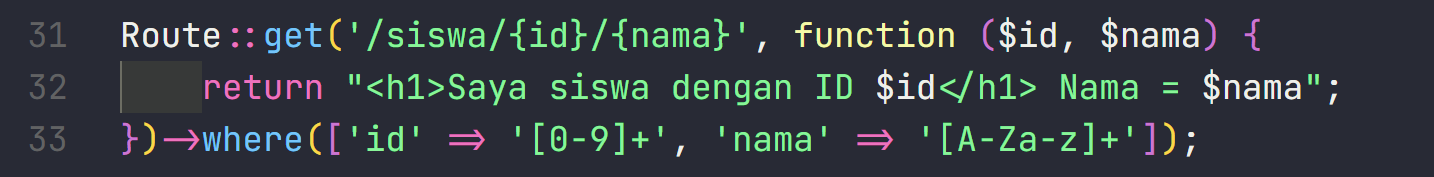 31 Route::get('/siswa/{id}/{nama}', function ($id, $nama) {
32     return "<h1>Saya siswa dengan ID $id</h1> Nama = $nama";
33 })->where(['id' => '[0-9]+', 'nama' => '[A-Za-z]+']);